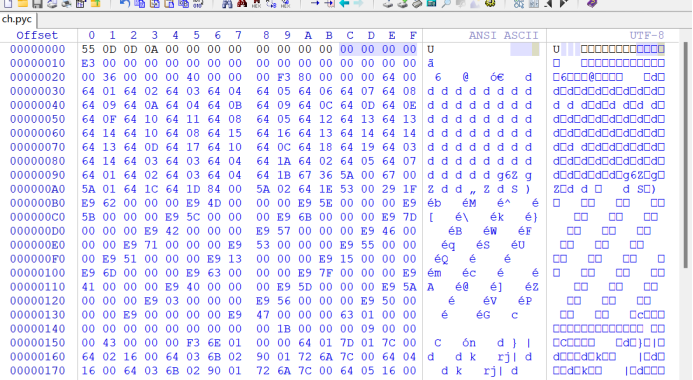 ch.pyc
Offset 0 1 2 3 4 5 6 7 8 9 A B C D E F ANSI ASCII UTF-8
00000000 55 0D 0D 0A 00 00 00 00 00 00 00 00 00 00 00 00 U
00000010 E3 00 00 00 00 00 00 00 00 00 00 00 00 00 00 00 ã
00000020 00 36 00 00 00 40 00 00 00 F3 80 00 00 00 64 00 6 @ ó€ d
00000030 64 01 64 02 64 03 64 04 64 05 64 06 64 07 64 08 d d d d d d d d
00000040 64 09 64 0A 64 04 64 0B 64 09 64 0C 64 0D 64 0E d d d d d d d d
00000050 64 0F 64 10 64 11 64 08 64 05 64 12 64 13 64 13 d d d d d d d d
00000060 64 14 64 10 64 08 64 15 64 16 64 13 64 14 64 14 d d d d d d d d
00000070 64 13 64 0D 64 17 64 10 64 0C 64 18 64 19 64 03 d d d d d d d d
00000080 64 14 64 03 64 03 64 04 64 1A 64 02 64 05 64 07 d d d d d d d d
00000090 64 01 64 02 64 03 64 04 64 1B 67 36 5A 00 67 00 d d d d d g6Z g
000000A0 5A 01 64 1C 64 1D 84 00 5A 02 64 1E 53 00 29 1F Z d d „ Z d S )
000000B0 E9 62 00 00 00 E9 4D 00 00 00 E9 5E 00 00 00 E9 éb éM é^ é
000000C0 5B 00 00 00 E9 5C 00 00 00 E9 6B 00 00 00 E9 7D [ é\ ék é}
000000D0 00 00 00 E9 42 00 00 00 E9 57 00 00 00 E9 46 00 éB éW éF
000000E0 00 00 E9 71 00 00 00 E9 53 00 00 00 E9 55 00 00 éq éS éU
000000F0 00 E9 51 00 00 00 E9 13 00 00 00 E9 15 00 00 00 éQ é é
00000100 E9 6D 00 00 00 E9 63 00 00 00 E9 7F 00 00 00 E9 ém éc é é
00000110 41 00 00 00 E9 40 00 00 00 E9 5D 00 00 00 E9 5A A é@ é] éZ
00000120 00 00 00 E9 03 00 00 00 E9 56 00 00 00 E9 50 00 é éV éP
00000130 00 00 E9 00 00 00 00 E9 47 00 00 00 63 01 00 00 é éG c
00000140 00 00 00 00 00 00 00 00 00 1B 00 00 00 09 00 00
00000150 00 43 00 00 00 F3 6E 01 00 00 64 01 7D 01 7C 00 C ón d } |
00000160 64 02 16 00 64 03 6B 02 90 01 72 6A 7C 00 64 04 d d k rj| d
00000170 16 00 64 03 6B 02 90 01 72 6A 7C 00 64 05 16 00 d k rj| d